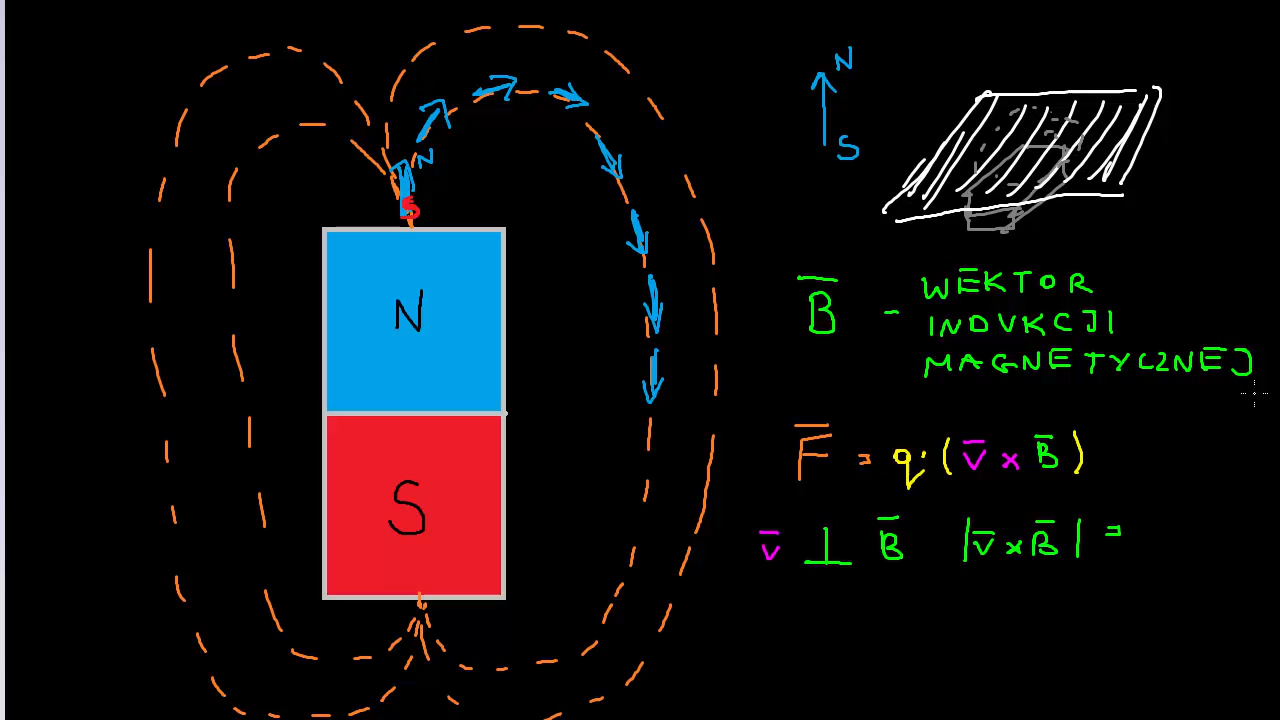 N
S
N
S
N
S
B̅ - WEKTOR
INDUKCJI
MAGNETYCZNEJ
F̅ = q·(v̅ × B̅)
v̅ ⊥ B̅ |v̅ × B̅| =